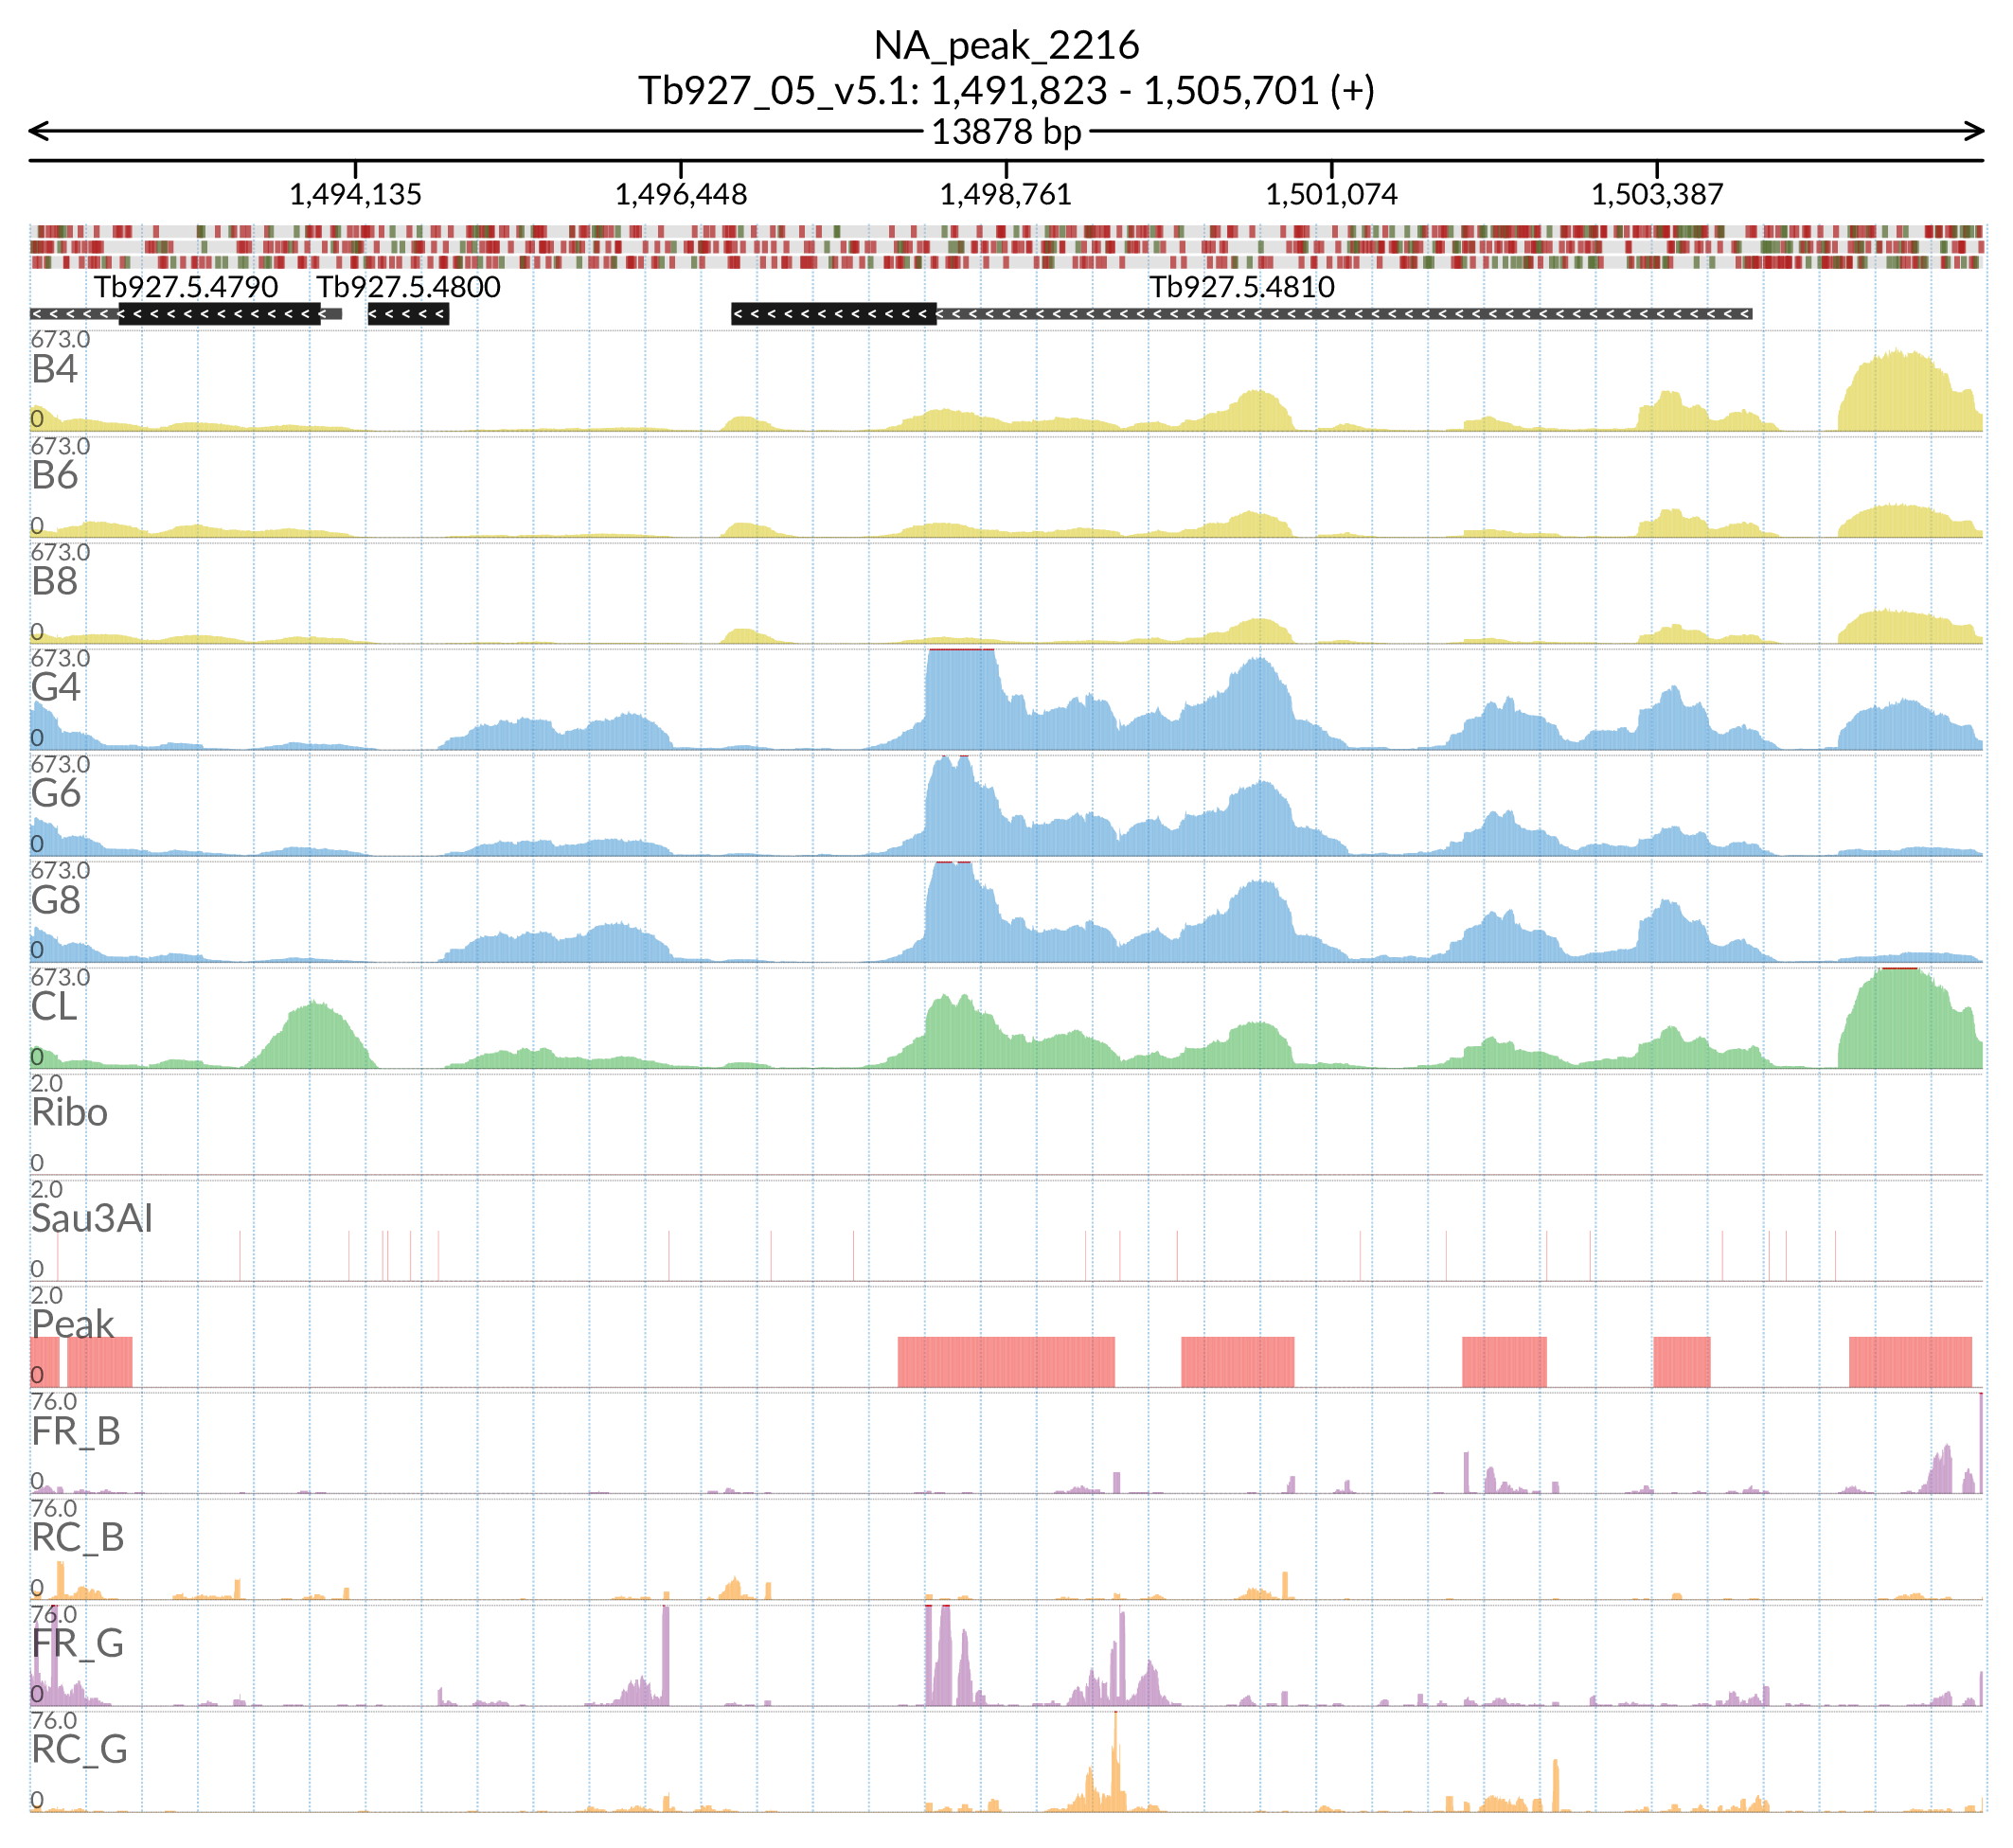 NA_peak_2216
Tb927_05_v5.1: 1,491,823 - 1,505,701 (+)
13878 bp
1,494,135 1,496,448 1,498,761 1,501,074 1,503,387
Tb927.5.4790 Tb927.5.4800 Tb927.5.4810
673.0
B4
0
673.0
B6
0
673.0
B8
0
673.0
G4
0
673.0
G6
0
673.0
G8
0
673.0
CL
0
2.0
Ribo
0
2.0
Sau3AI
0
2.0
Peak
0
76.0
FR_B
0
76.0
RC_B
0
76.0
FR_G
0
76.0
RC_G
0